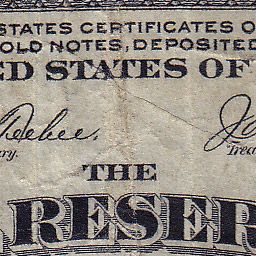 STATES CERTIFICATES O
OLD NOTES, DEPOSITED
ED STATES OF
THE
RESER